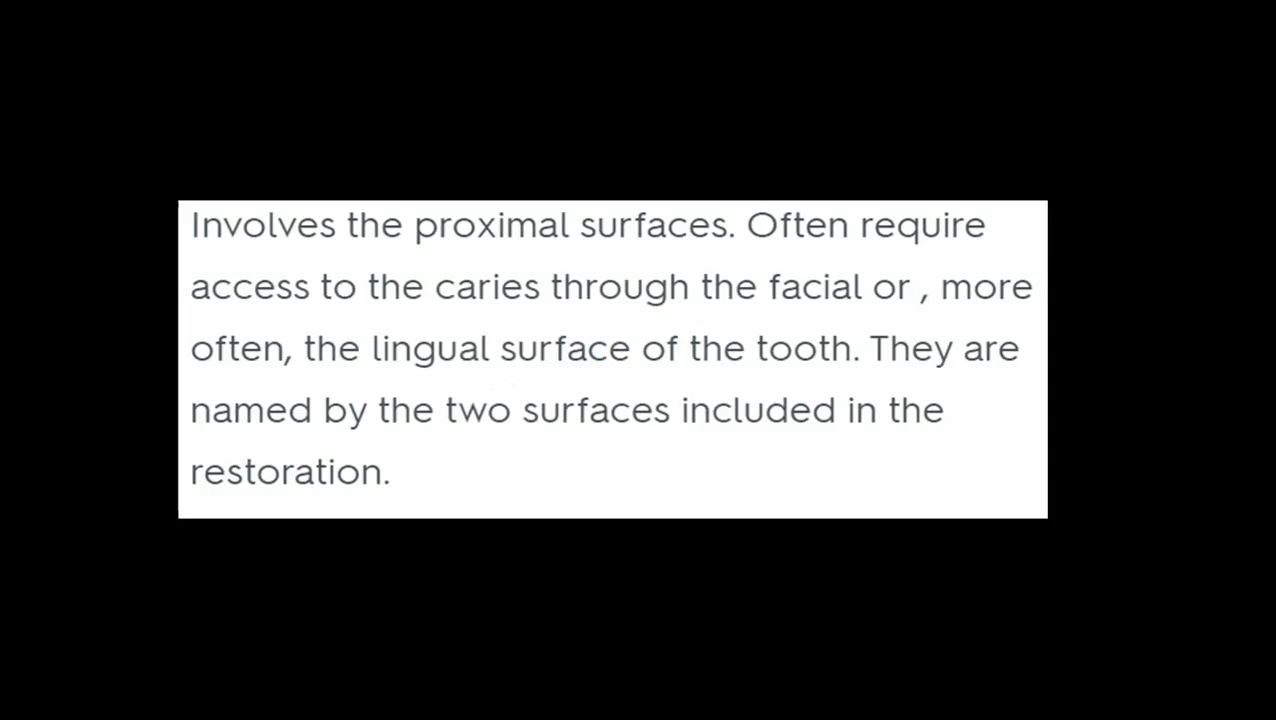 Involves the proximal surfaces. Often require
access to the caries through the facial or , more
often, the lingual surface of the tooth. They are
named by the two surfaces included in the
restoration.